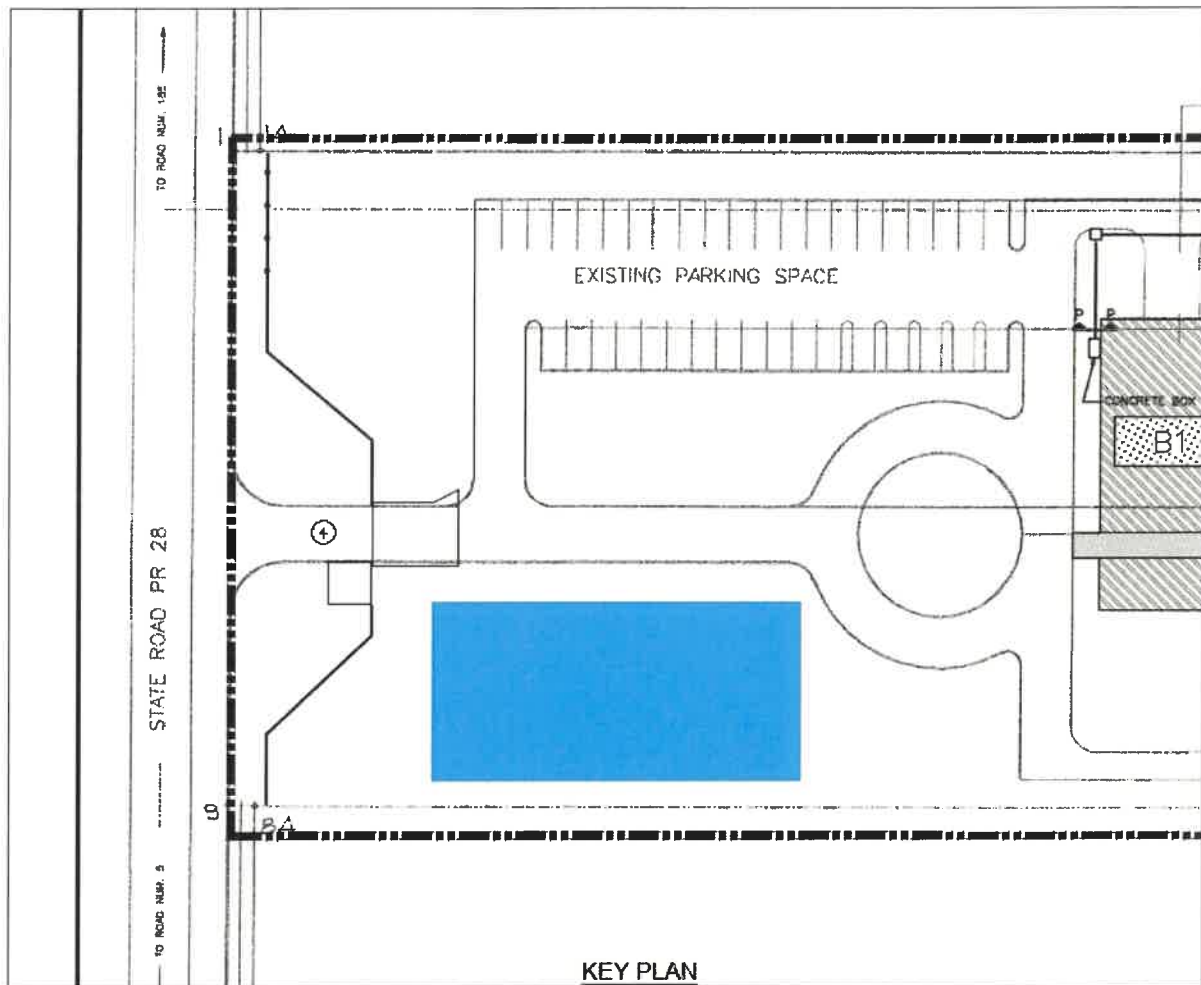 TO ROAD NUM. 165
EXISTING PARKING SPACE
P P
CONCRETE BOX
B1
4
STATE ROAD PR 28
TO ROAD NUM. 5
KEY PLAN